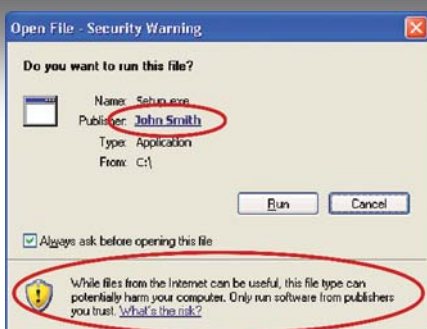 Open File - Security Warning
Do you want to run this file?
Name: Setup.exe
Publisher: John Smith
Type: Application
From: C:\
Run
Cancel
Always ask before opening this file
While files from the Internet can be useful, this file type can
potentially harm your computer. Only run software from publishers
you trust. What's the risk?